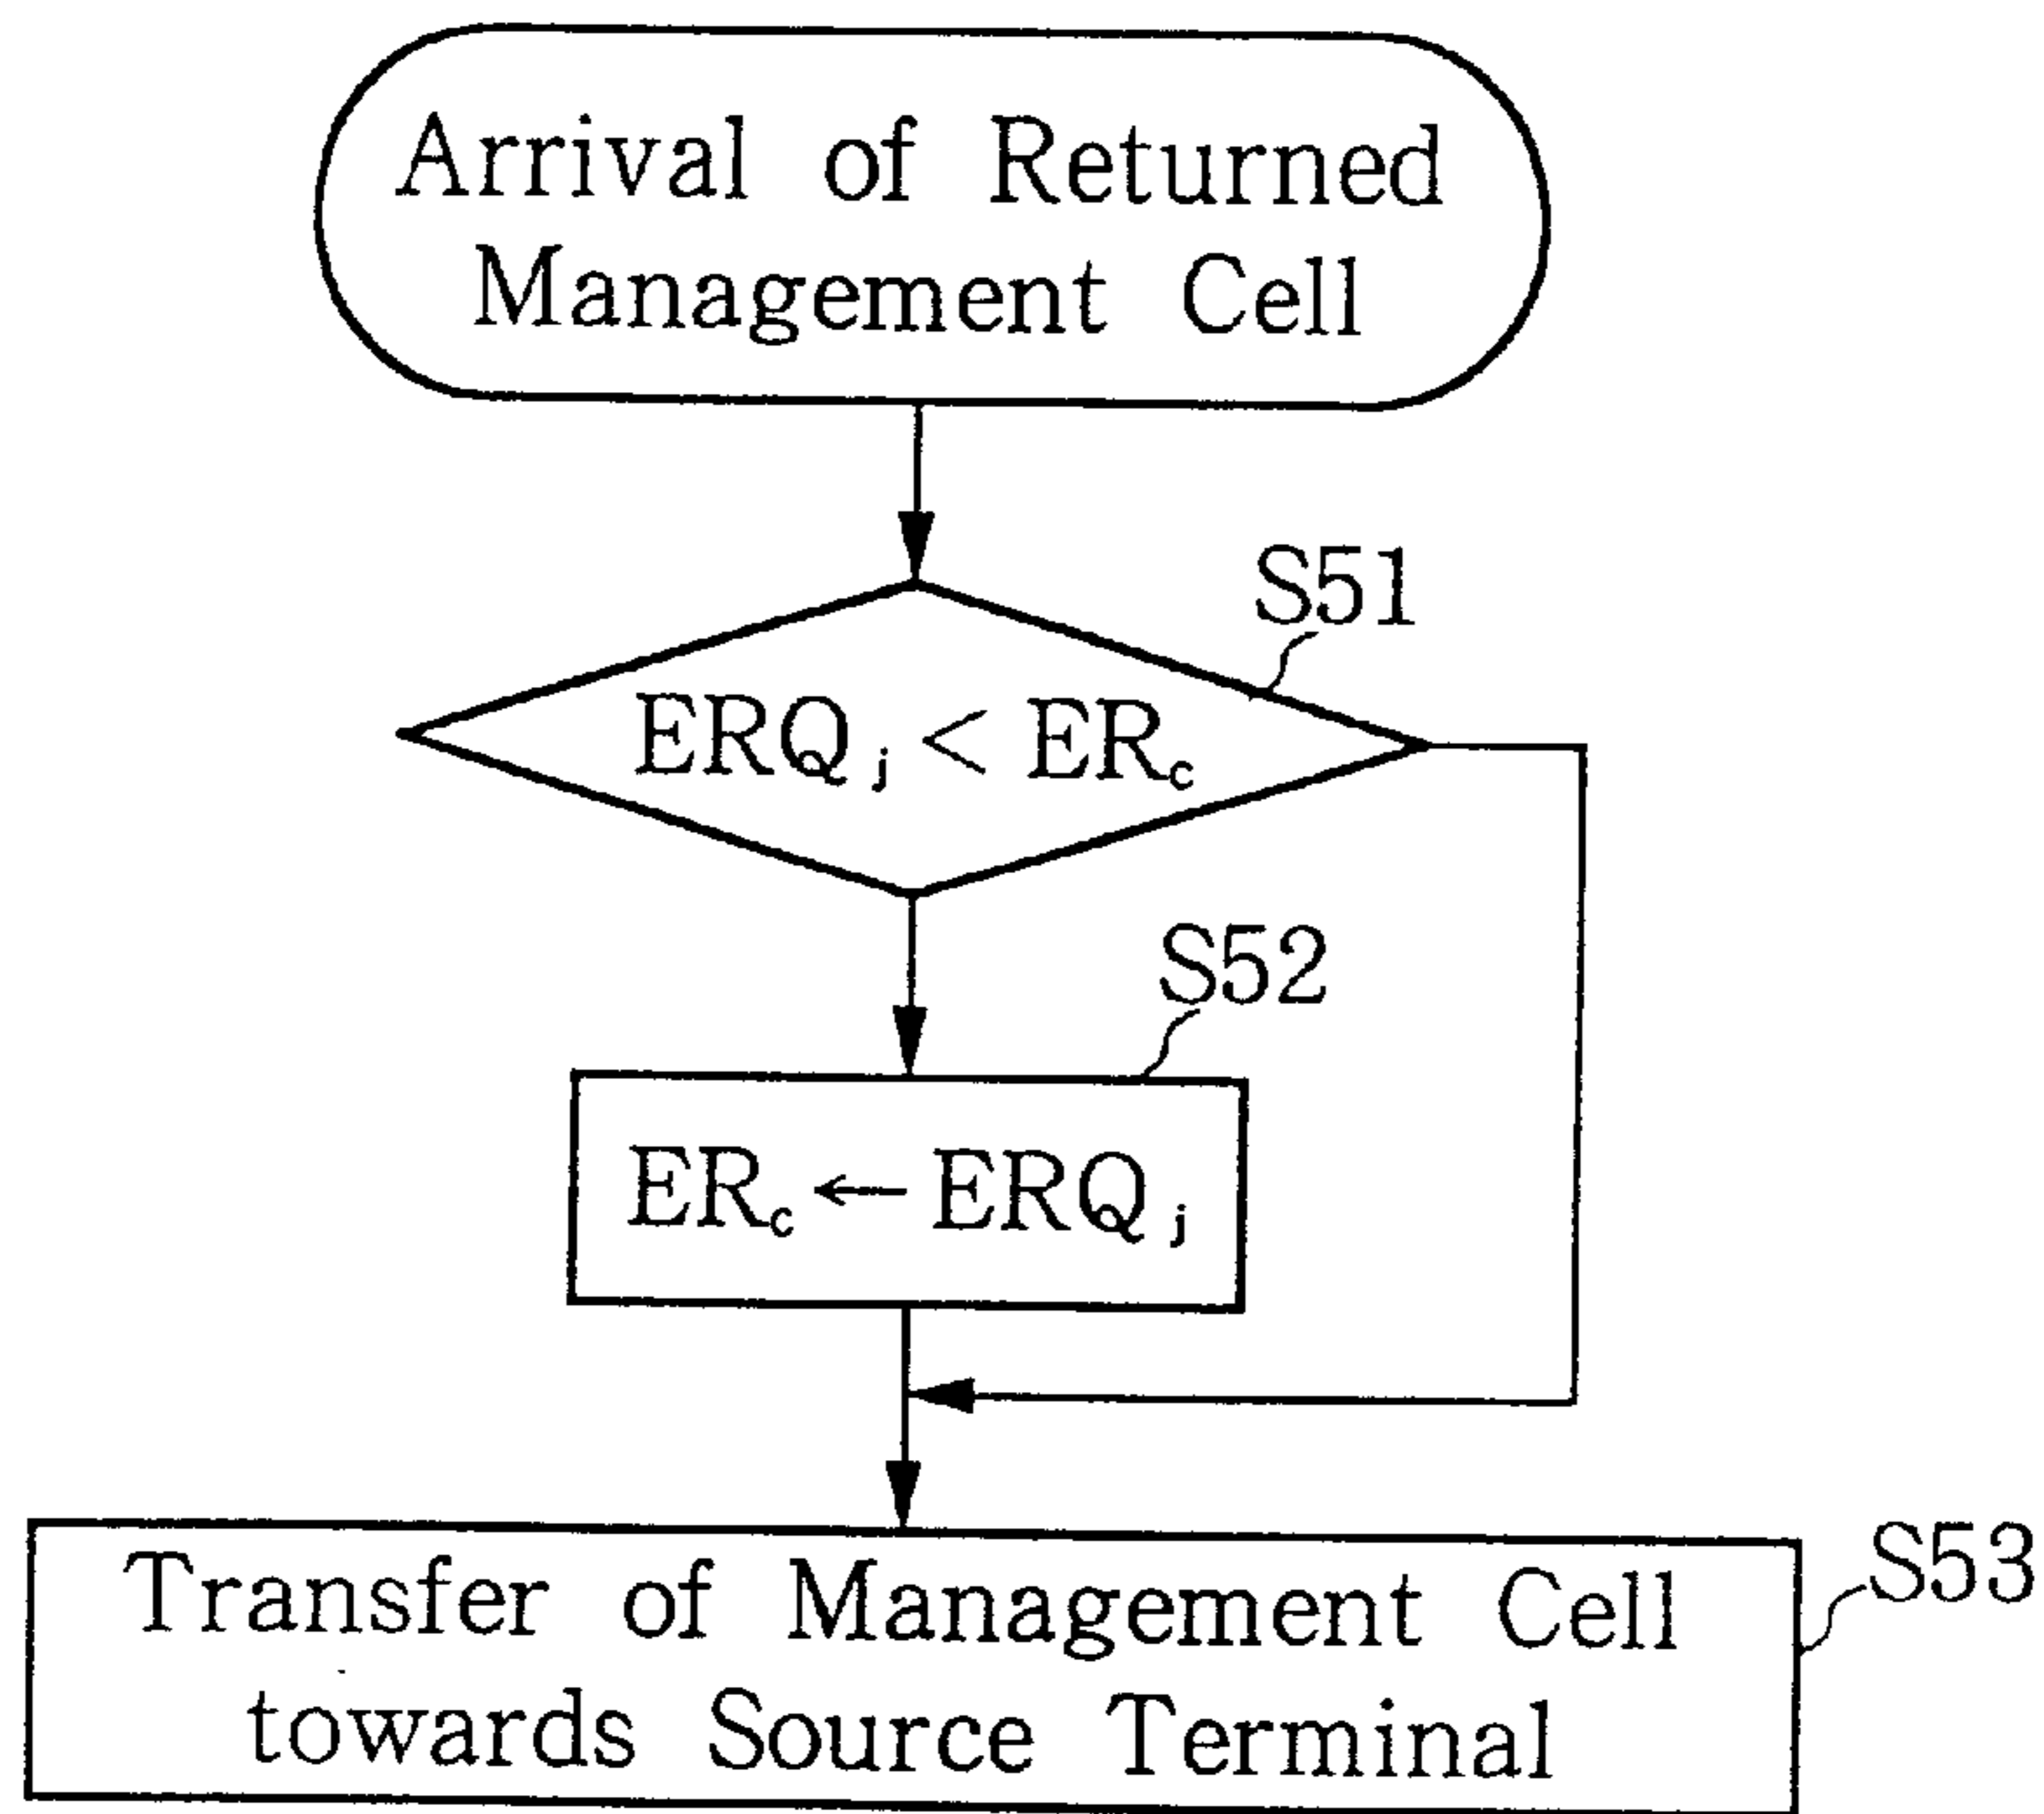 Arrival of Returned
Management Cell
S51
ERQj < ERc
S52
ERc ← ERQj
Transfer of Management Cell
towards Source Terminal
S53